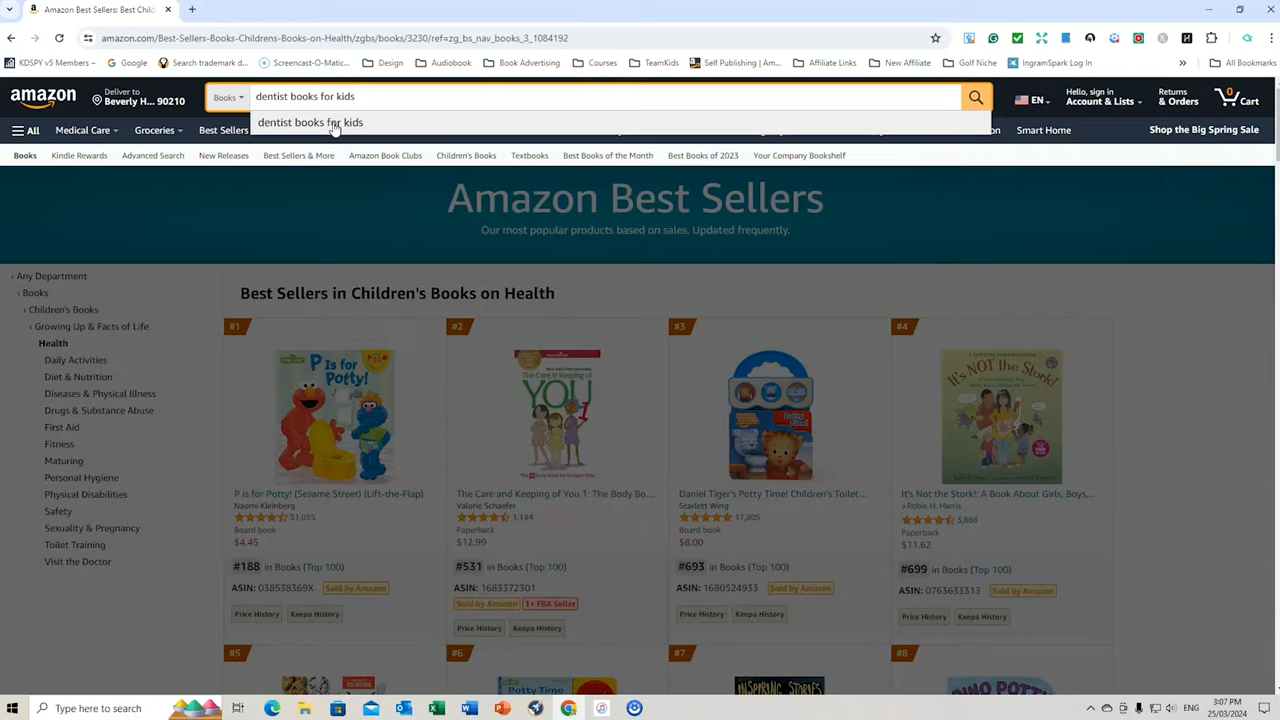 Amazon Best Sellers: Best Child
amazon.com/Best-Sellers-Books-Childrens-Books-on-Health/zgbs/books/3230/ref=zg_bs_nav_books_3_1084192
KDSPY v5 Members –
Google
Search trademark d...
Screencast-O-Matic...
Design
Audiobook
Book Advertising
Courses
TeamKids
Self Publishing | Am...
Affiliate Links
New Affiliate
Golf Niche
IngramSpark Log In
»
All Bookmarks
amazon
Deliver to
Beverly H... 90210
Books
dentist books for kids
EN
Hello, sign in
Account & Lists
Returns
& Orders
0
Cart
dentist books for kids
All
Medical Care
Groceries
Best Sellers
Smart Home
Shop the Big Spring Sale
Books
Kindle Rewards
Advanced Search
New Releases
Best Sellers & More
Amazon Book Clubs
Children's Books
Textbooks
Best Books of the Month
Best Books of 2023
Your Company Bookshelf
Amazon Best Sellers
Our most popular products based on sales. Updated frequently.
‹ Any Department
‹ Books
‹ Children's Books
‹ Growing Up & Facts of Life
Health
Daily Activities
Diet & Nutrition
Diseases & Physical Illness
Drugs & Substance Abuse
First Aid
Fitness
Maturing
Personal Hygiene
Physical Disabilities
Safety
Sexuality & Pregnancy
Toilet Training
Visit the Doctor
Best Sellers in Children's Books on Health
#1
P IS for POTTY!
P is for Potty! (Sesame Street) (Lift-the-Flap)
Naomi Kleinberg
31,055
Board book
$4.45
#188 in Books (Top 100)
ASIN: 038538369X
Sold by Amazon
Price History
Keepa History
#2
The Care & Keeping of
YOU 1
The Care and Keeping of You 1: The Body Bo...
Valorie Schaefer
1,144
Paperback
$12.99
#531 in Books (Top 100)
ASIN: 1683372301
Sold by Amazon
1+ FBA Seller
Price History
Keepa History
#3
Potty Time!
Daniel Tiger's Potty Time! Children's Toilet...
Scarlett Wing
17,805
Board book
$8.00
#693 in Books (Top 100)
ASIN: 1680524933
Sold by Amazon
Price History
Keepa History
#4
It's NOT the Stork!
It's Not the Stork!: A Book About Girls, Boys,...
› Robie H. Harris
3,688
Paperback
$11.62
#699 in Books (Top 100)
ASIN: 0763633313
Sold by Amazon
Price History
Keepa History
#5
#6
Potty Time
#7
INSPIRING STORIES
#8
DINO POTTY
Type here to search
ENG
3:07 PM
25/03/2024